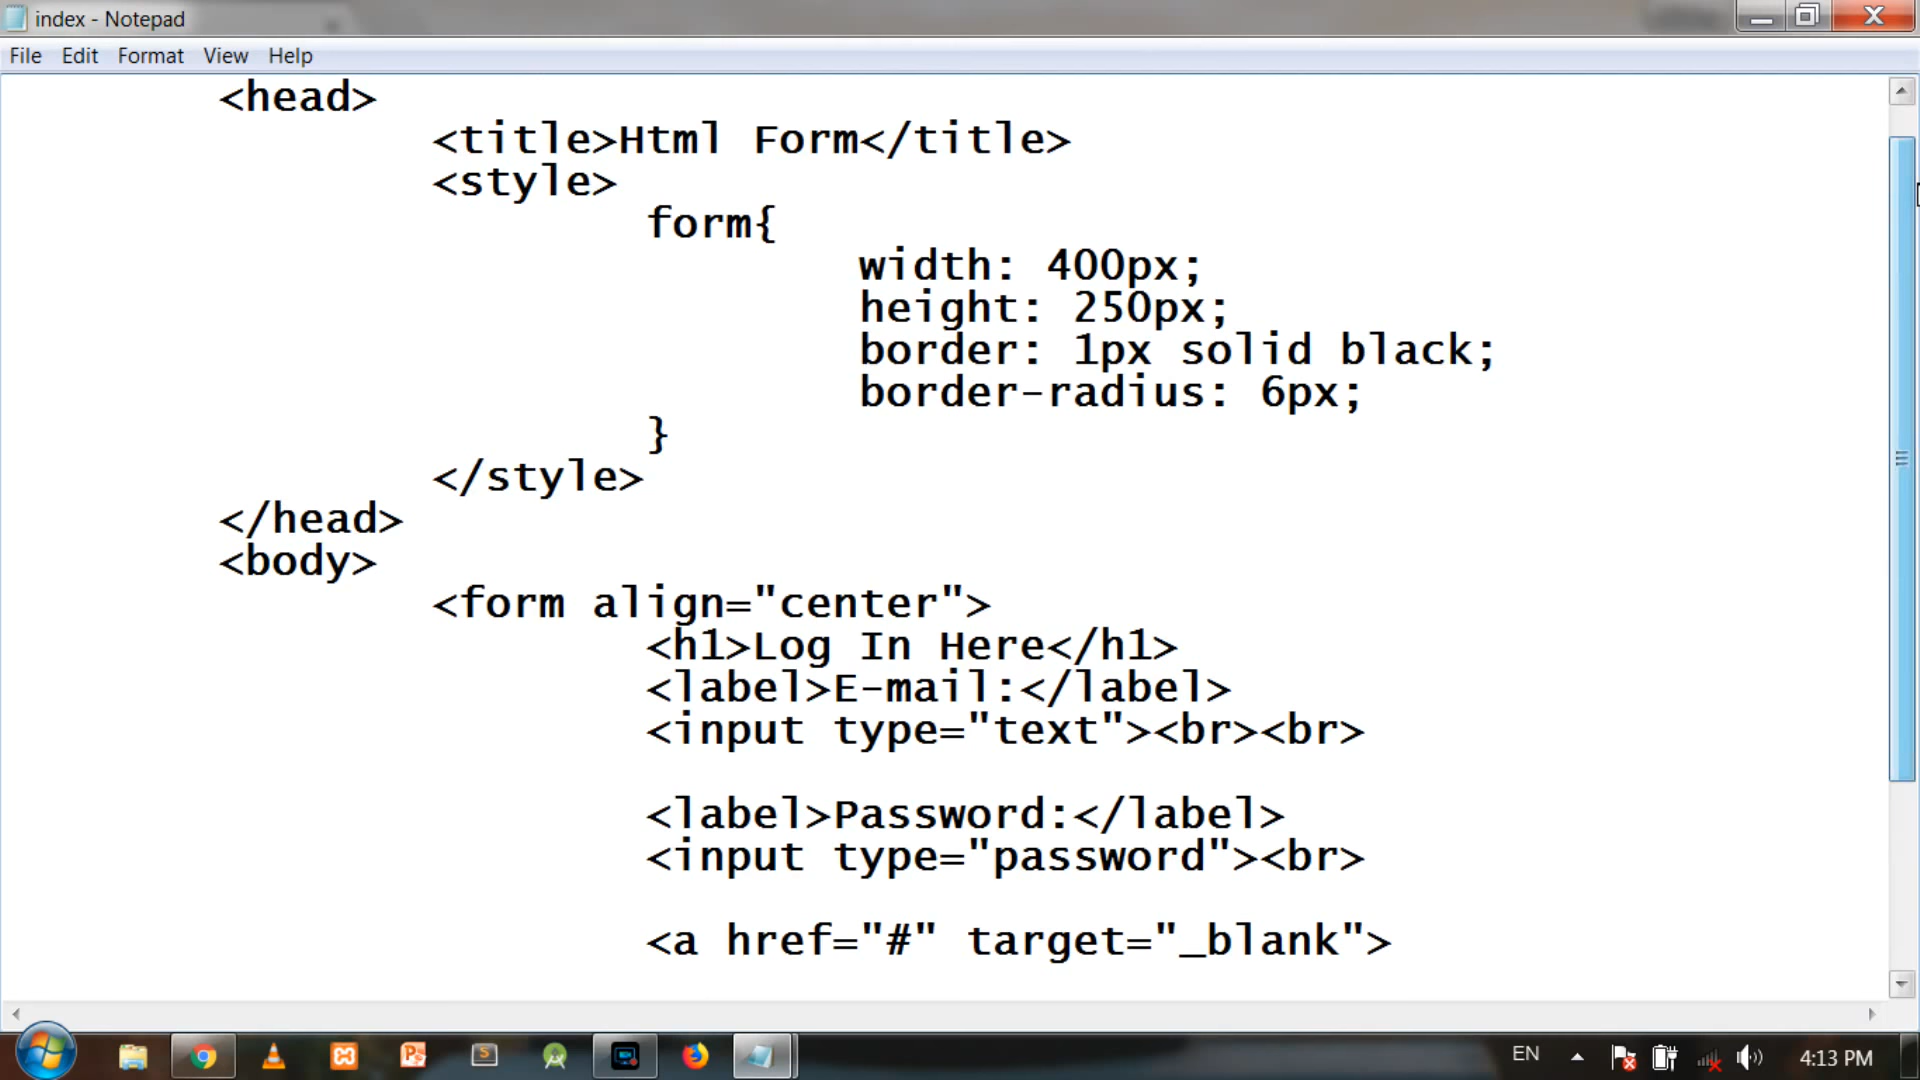 index - Notepad
File Edit Format View Help
<head>
<title>Html Form</title>
<style>
form{
width: 400px;
height: 250px;
border: 1px solid black;
border-radius: 6px;
}
</style>
</head>
<body>
<form align="center">
<h1>Log In Here</h1>
<label>E-mail:</label>
<input type="text"><br><br>
<label>Password:</label>
<input type="password"><br>
<a href="#" target="_blank">
EN 4:13 PM